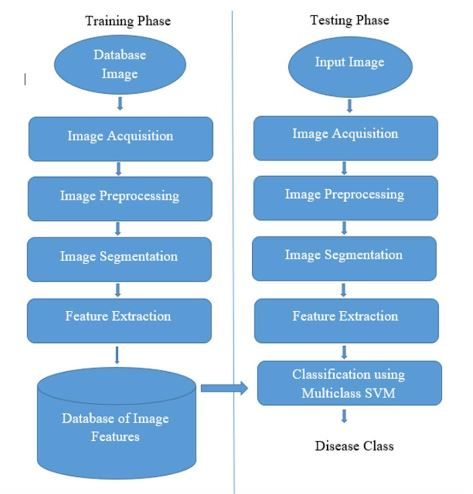 Training Phase
Database
Image
Image Acquisition
Image Preprocessing
Image Segmentation
Feature Extraction
Database of Image
Features
Testing Phase
Input Image
Image Acquisition
Image Preprocessing
Image Segmentation
Feature Extraction
Classification using
Multiclass SVM
Disease Class